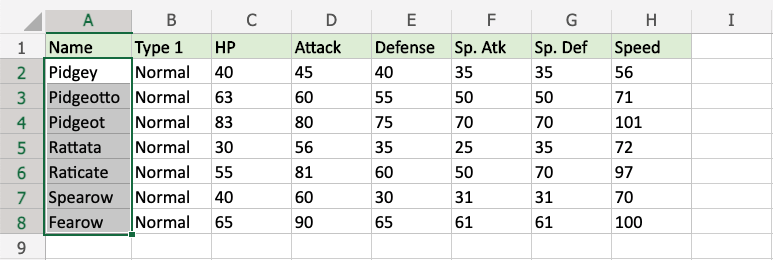 A B C D E F G H I
1 Name Type 1 HP Attack Defense Sp. Atk Sp. Def Speed
2 Pidgey Normal 40 45 40 35 35 56
3 Pidgeotto Normal 63 60 55 50 50 71
4 Pidgeot Normal 83 80 75 70 70 101
5 Rattata Normal 30 56 35 25 35 72
6 Raticate Normal 55 81 60 50 70 97
7 Spearow Normal 40 60 30 31 31 70
8 Fearow Normal 65 90 65 61 61 100
9